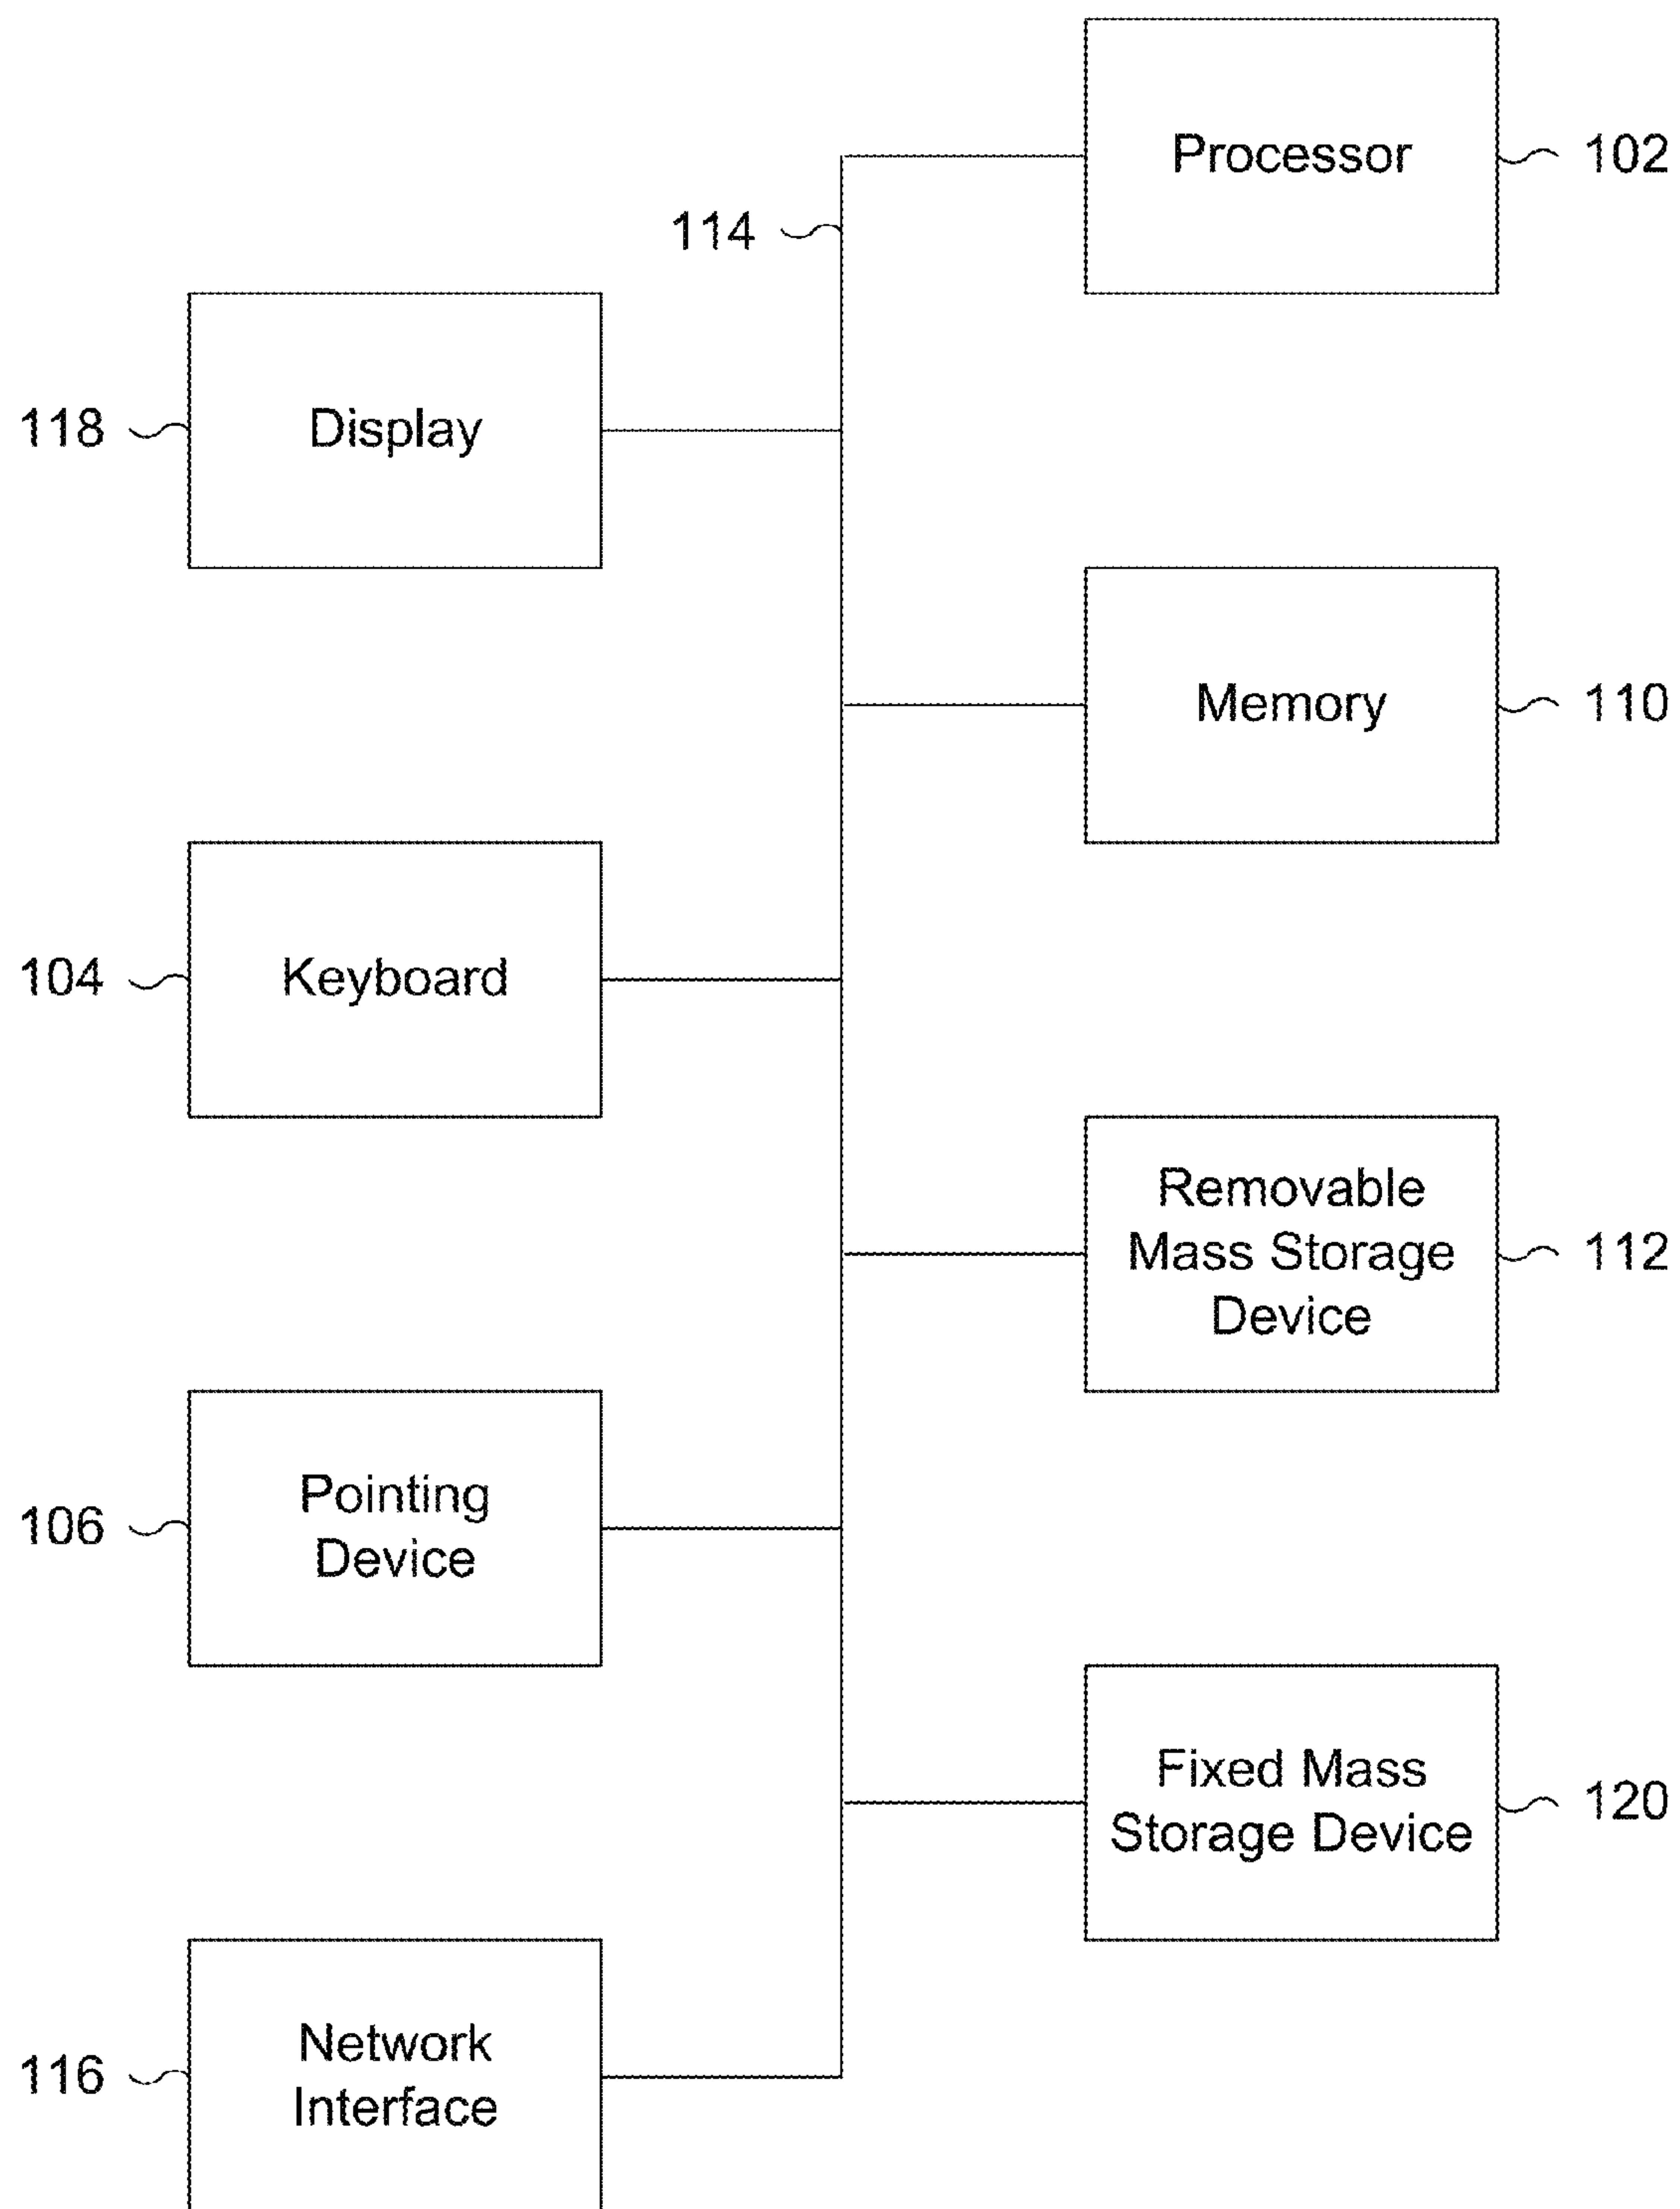 Processor
102
114
118
Display
Memory
110
104
Keyboard
Removable
Mass Storage
Device
112
106
Pointing
Device
Fixed Mass
Storage Device
120
116
Network
Interface